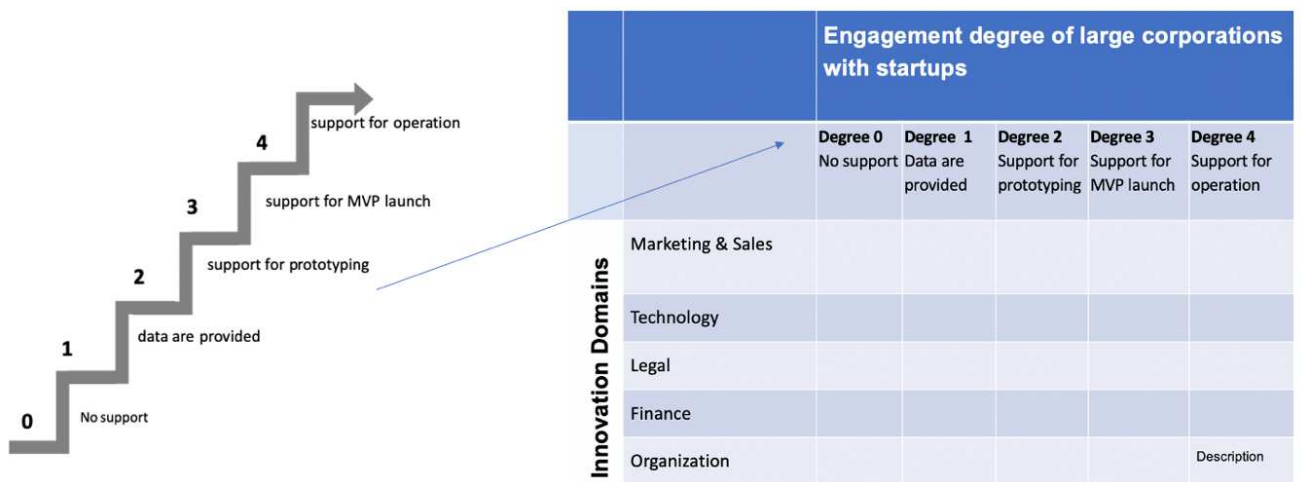 4
support for operation
3
support for MVP launch
2
support for prototyping
1
data are provided
0
No support
Engagement degree of large corporations
with startups
Degree 0
No support
Degree 1
Data are
provided
Degree 2
Support for
prototyping
Degree 3
Support for
MVP launch
Degree 4
Support for
operation
Innovation Domains
Marketing & Sales
Technology
Legal
Finance
Organization
Description